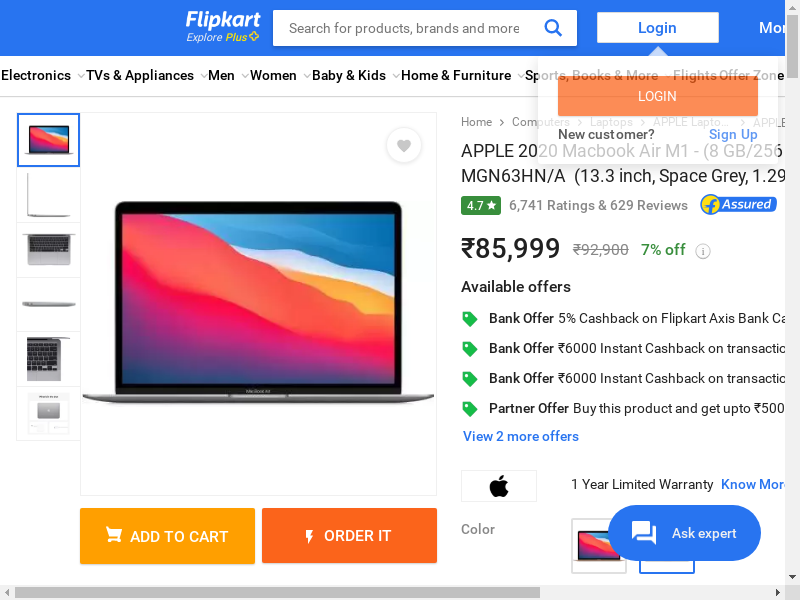 Flipkart
Explore Plus
Search for products, brands and more
Login
Electronics
TVs & Appliances
Men
Women
Baby & Kids
Home & Furniture
Sports, Books & More
Flights
Offer Zone
LOGIN
New customer?
Sign Up
Home
Computers
Laptops
APPLE Lapto...
APPLE
APPLE 2020 Macbook Air M1 - (8 GB/256
MGN63HN/A (13.3 inch, Space Grey, 1.29
4.7
6,741 Ratings & 629 Reviews
Assured
₹85,999 ₹92,900 7% off
Available offers
Bank Offer 5% Cashback on Flipkart Axis Bank Ca
Bank Offer ₹6000 Instant Cashback on transactio
Bank Offer ₹6000 Instant Cashback on transactio
Partner Offer Buy this product and get upto ₹500
View 2 more offers
1 Year Limited Warranty Know More
ADD TO CART
ORDER IT
Color
Ask expert